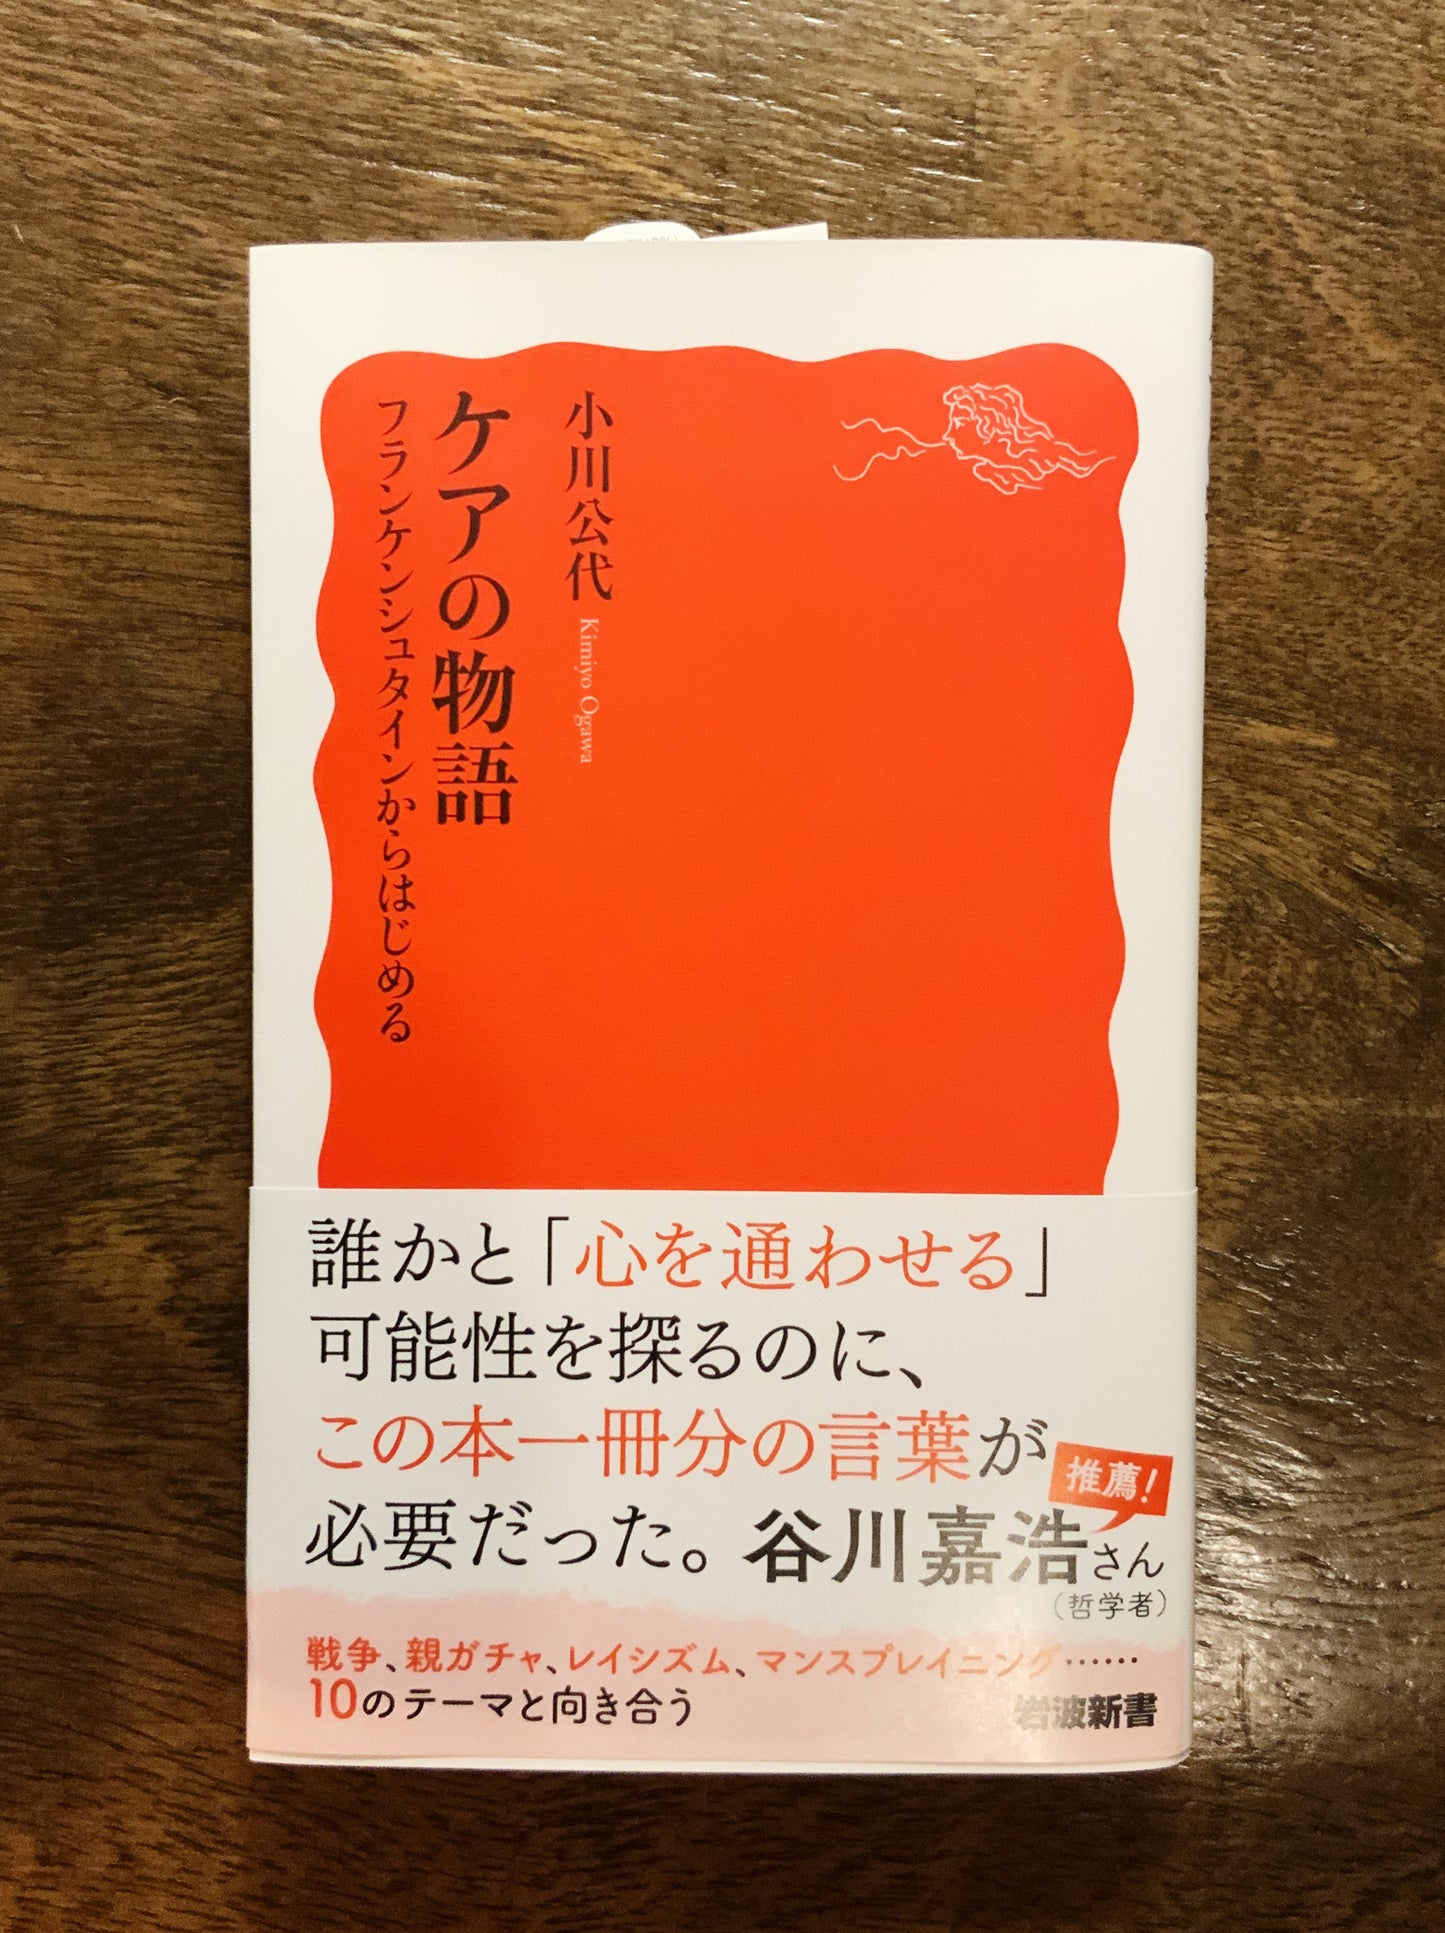 小川公代
Kimiyo Ogawa
ケアの物語
フランケンシュタインからはじめる
誰かと「心を通わせる」
可能性を探るのに、
この本一冊分の言葉が
必要だった。
推薦!
谷川嘉浩さん
(哲学者)
戦争、親ガチャ、レイシズム、マンスプレイニング……
10のテーマと向き合う
岩波新書